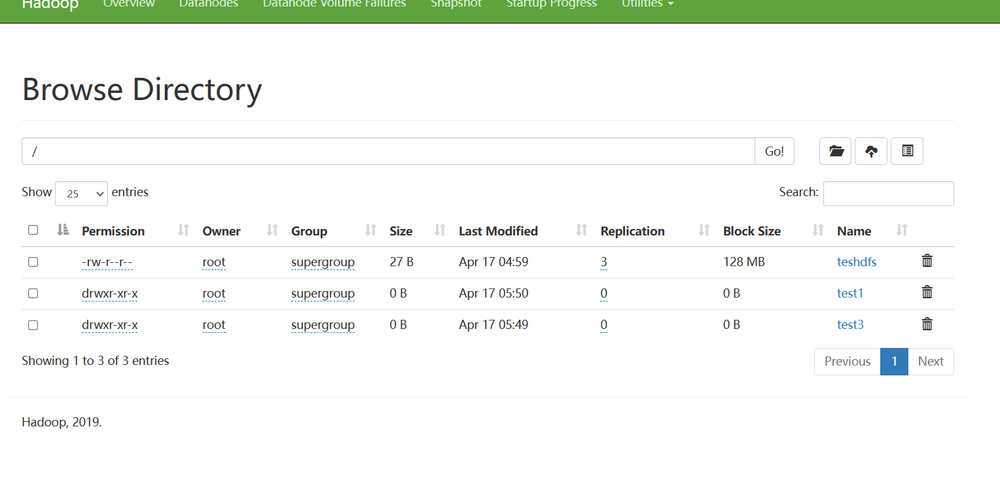 Hadoop Overview Datanodes Datanode Volume Failures Snapshot Startup Progress Utilities
Browse Directory
/ Go!
Show 25 entries Search:
Permission Owner Group Size Last Modified Replication Block Size Name
-rw-r--r-- root supergroup 27 B Apr 17 04:59 3 128 MB teshdfs
drwxr-xr-x root supergroup 0 B Apr 17 05:50 0 0 B test1
drwxr-xr-x root supergroup 0 B Apr 17 05:49 0 0 B test3
Showing 1 to 3 of 3 entries Previous 1 Next
Hadoop, 2019.